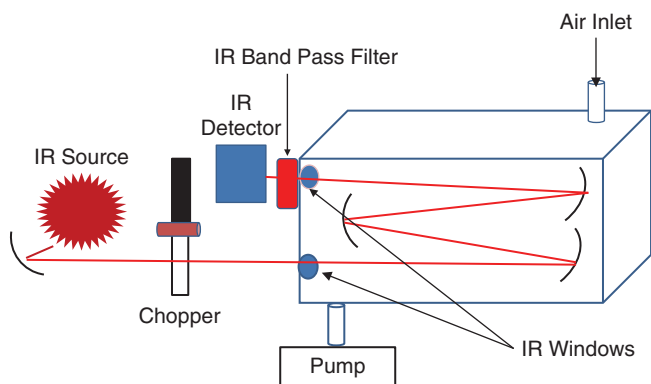 Air Inlet
IR Band Pass Filter
IR
Detector
IR Source
Chopper
IR Windows
Pump